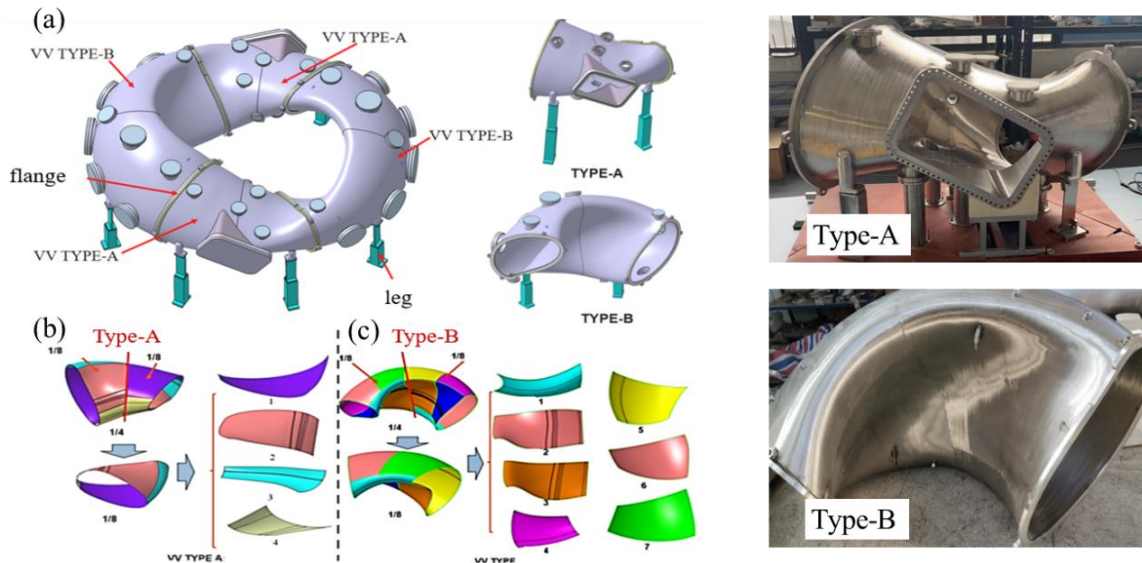 (a)
VV TYPE-B
VV TYPE-A
VV TYPE-B
flange
VV TYPE-A
leg
TYPE-A
TYPE-B
Type-A
Type-B
(b)
Type-A
1/8
1/8
1/4
1/8
1
2
3
4
VV TYPE A
(c)
Type-B
1/8
1/8
1/4
1/8
1
2
3
4
5
6
7
VV TYPE